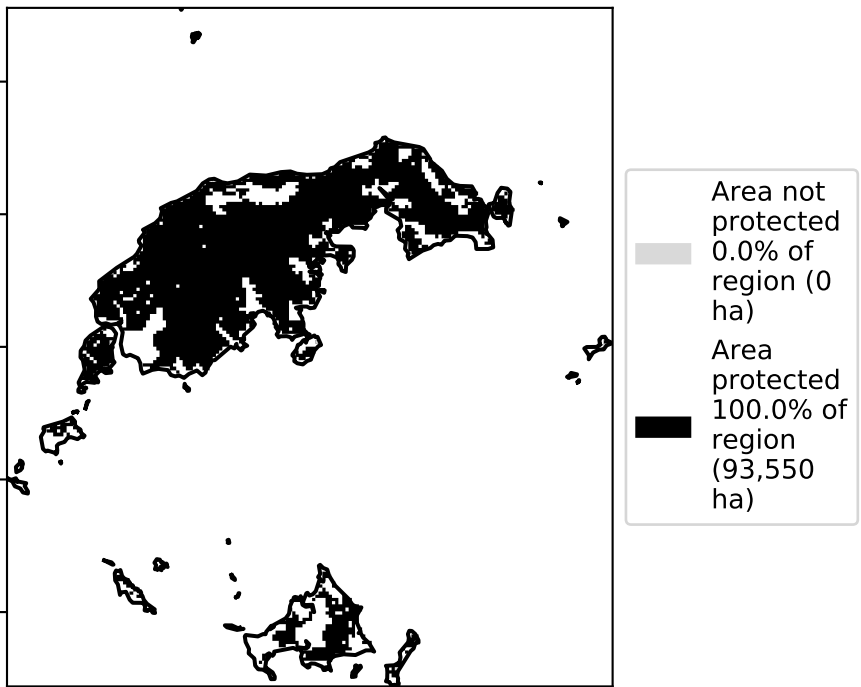 Area not
protected
0.0% of
region (0
ha)
Area
protected
100.0% of
region
(93,550
ha)